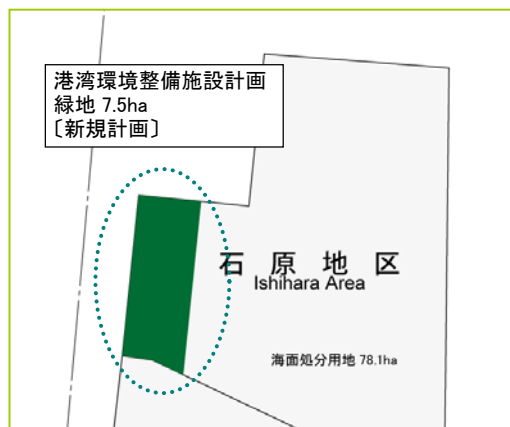 港湾環境整備施設計画
緑地 7.5ha
〔新規計画〕
石 原 地 区
Ishihara Area
海面処分用地 78.1ha